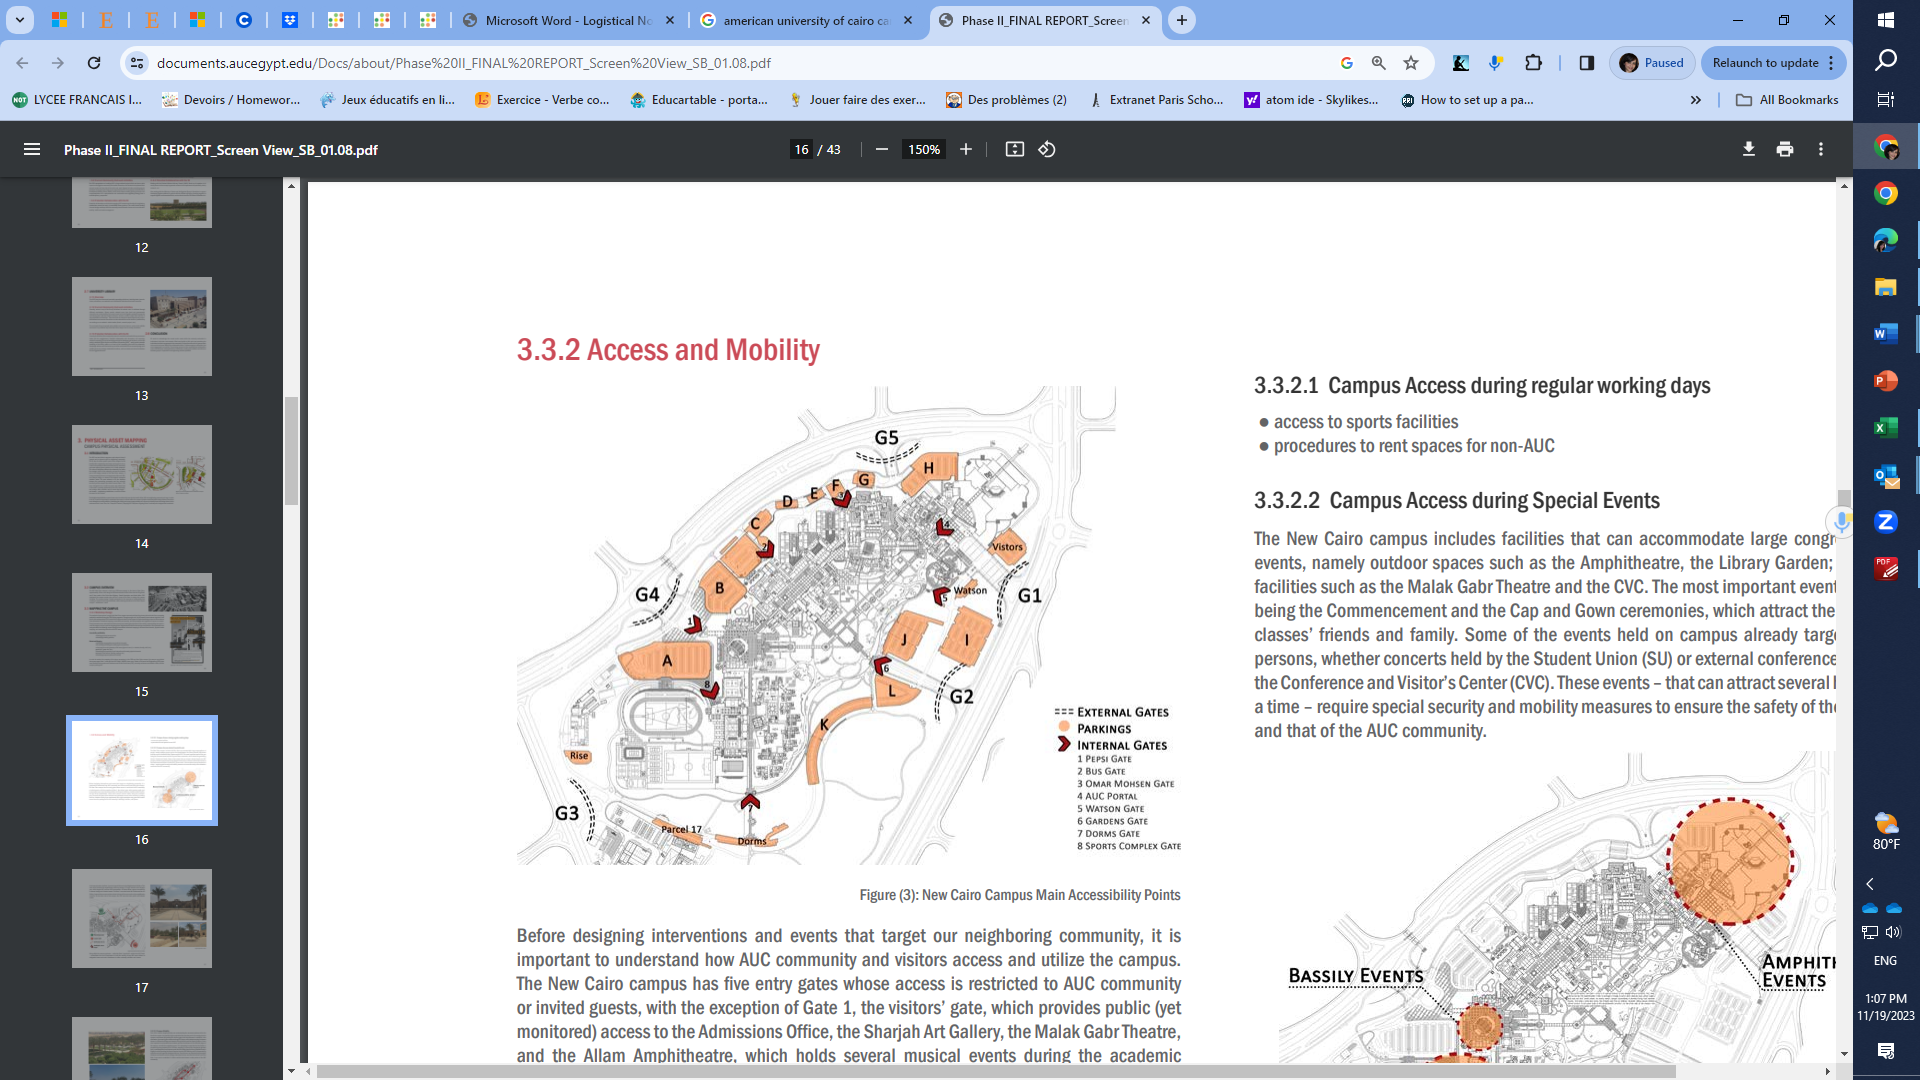 Microsoft Word - Logistical No
american university of cairo ca
Phase II_FINAL REPORT_Screen
documents.aucegypt.edu/Docs/about/Phase%20II_FINAL%20REPORT_Screen%20View_SB_01.08.pdf
Paused
Relaunch to update
LYCEE FRANCAIS I...
Devoirs / Homewor...
Jeux éducatifs en li...
Exercice - Verbe co...
Educartable - porta...
Jouer faire des exer...
Des problèmes (2)
Extranet Paris Scho...
atom ide - Skylikes...
How to set up a pa...
All Bookmarks
Phase II_FINAL REPORT_Screen View_SB_01.08.pdf
16 / 43
150%
12
13
14
15
16
17
3.3.2 Access and Mobility
G5
H
G
F
E
D
3
C
4
2
Vistors
B
G4
Watson
5
G1
1
J
I
A
6
8
L
G2
K
Rise
G3
7
Parcel 17
Dorms
EXTERNAL GATES
PARKINGS
INTERNAL GATES
1 PEPSI GATE
2 BUS GATE
3 OMAR MOHSEN GATE
4 AUC PORTAL
5 WATSON GATE
6 GARDENS GATE
7 DORMS GATE
8 SPORTS COMPLEX GATE
Figure (3): New Cairo Campus Main Accessibility Points
Before designing interventions and events that target our neighboring community, it is
important to understand how AUC community and visitors access and utilize the campus.
The New Cairo campus has five entry gates whose access is restricted to AUC community
or invited guests, with the exception of Gate 1, the visitors' gate, which provides public (yet
monitored) access to the Admissions Office, the Sharjah Art Gallery, the Malak Gabr Theatre,
and the Allam Amphitheatre, which holds several musical events during the academic
3.3.2.1 Campus Access during regular working days
● access to sports facilities
● procedures to rent spaces for non-AUC
3.3.2.2 Campus Access during Special Events
The New Cairo campus includes facilities that can accommodate large congr
events, namely outdoor spaces such as the Amphitheatre, the Library Garden;
facilities such as the Malak Gabr Theatre and the CVC. The most important event
being the Commencement and the Cap and Gown ceremonies, which attract the
classes' friends and family. Some of the events held on campus already targe
persons, whether concerts held by the Student Union (SU) or external conference
the Conference and Visitor's Center (CVC). These events – that can attract several
a time – require special security and mobility measures to ensure the safety of the
and that of the AUC community.
BASSILY EVENTS
AMPHITH
EVENTS
80°F
ENG
1:07 PM
11/19/2023